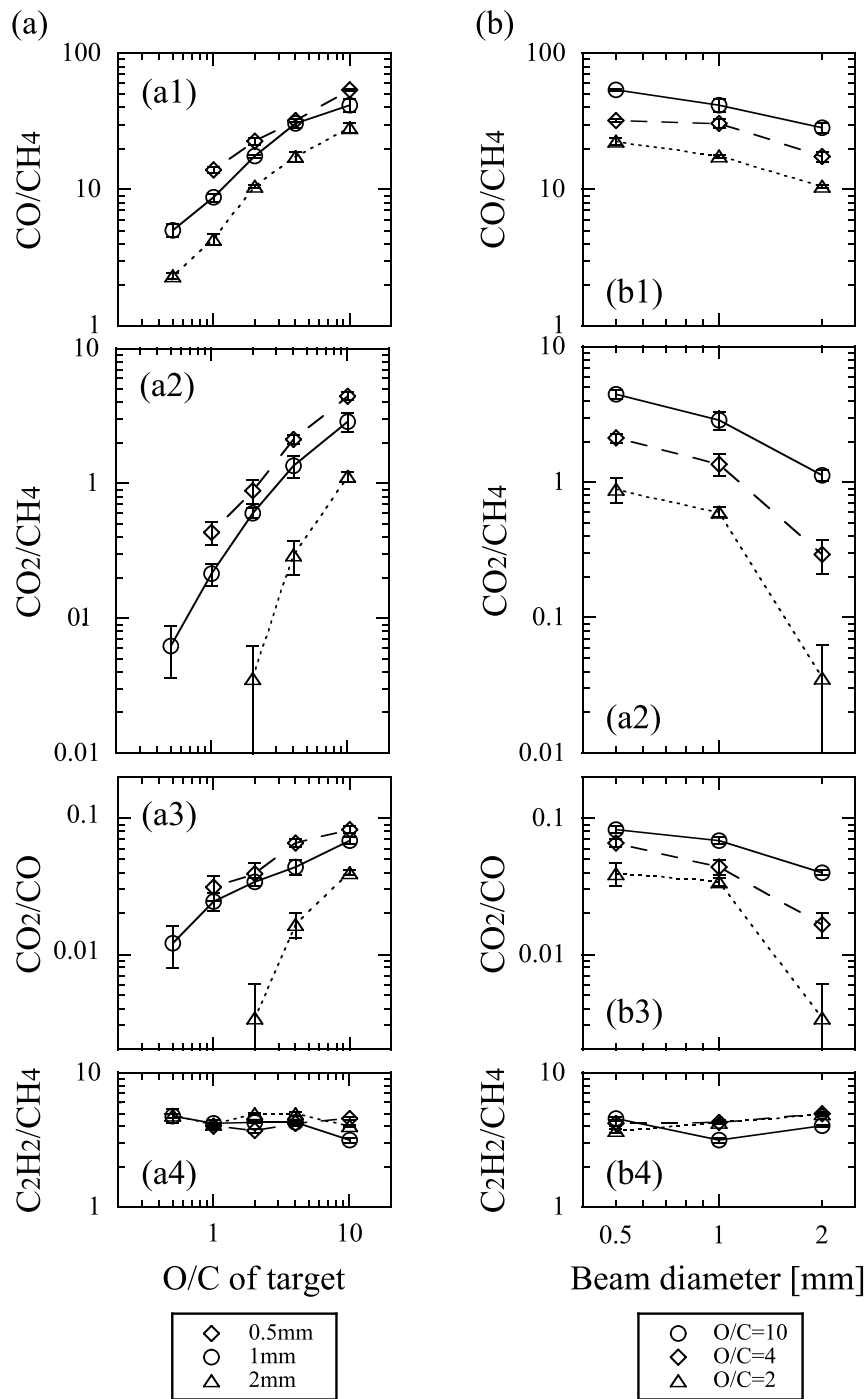 (a)
(b)
100
10
1
CO/CH4
(a1)
100
10
1
CO/CH4
(b1)
10
1
01
0.01
CO2/CH4
(a2)
10
1
0.1
0.01
CO2/CH4
(a2)
0.1
0.01
CO2/CO
(a3)
0.1
0.01
CO2/CO
(b3)
10
1
C2H2/CH4
(a4)
10
1
C2H2/CH4
(b4)
1
10
O/C of target
0.5
1
2
Beam diameter [mm]
0.5mm
1mm
2mm
O/C=10
O/C=4
O/C=2